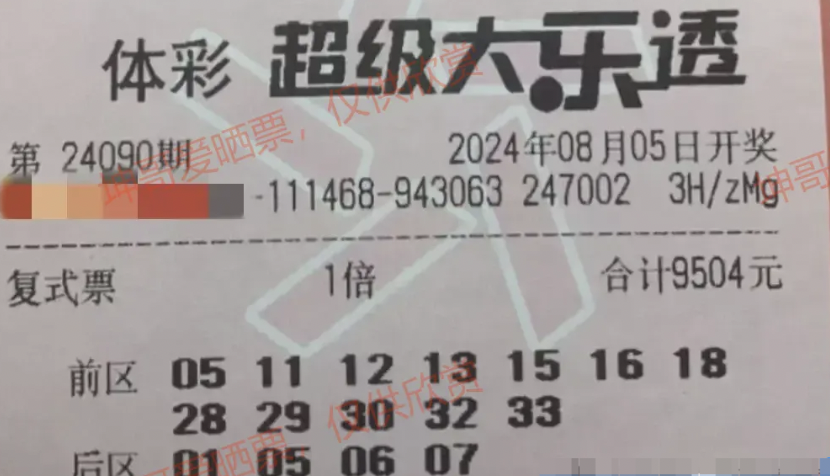 体彩 超级大乐透
第 24090期 2024年08月05日开奖
-111468-943063 247002 3H/zMg
复式票 1倍 合计9504元
前区 05 11 12 13 15 16 18
28 29 30 32 33
后区 01 05 06 07
坤哥爱晒票，仅供欣赏
坤哥
坤哥爱晒票，仅供欣赏